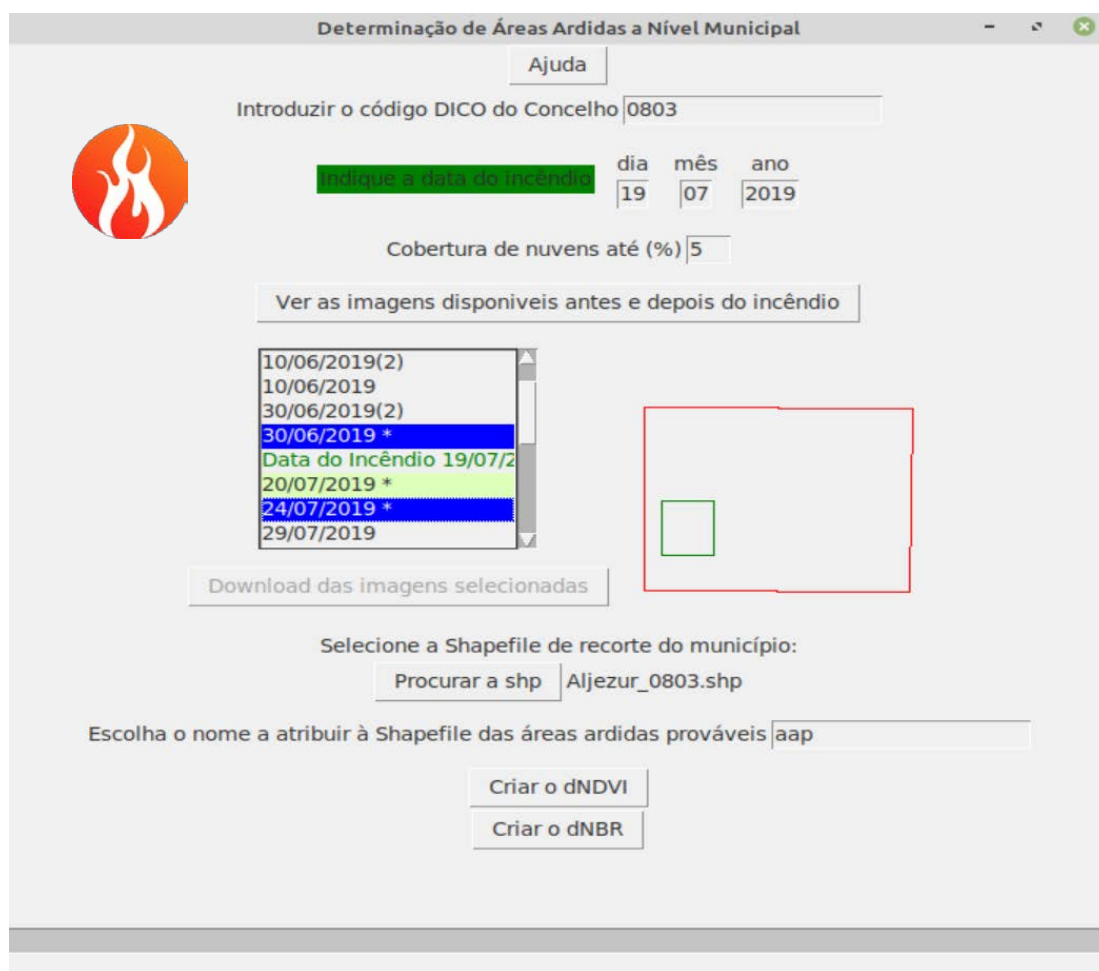 Determinação de Áreas Ardidas a Nível Municipal
Ajuda
Introduzir o código DICO do Concelho 0803
dia mês ano
Indique a data do incêndio 19 07 2019
Cobertura de nuvens até (%) 5
Ver as imagens disponiveis antes e depois do incêndio
10/06/2019(2)
10/06/2019
30/06/2019(2)
30/06/2019 *
Data do Incêndio 19/07/2
20/07/2019 *
24/07/2019 *
29/07/2019
Download das imagens selecionadas
Selecione a Shapefile de recorte do município:
Procurar a shp Aljezur_0803.shp
Escolha o nome a atribuir à Shapefile das áreas ardidas prováveis aap
Criar o dNDVI
Criar o dNBR